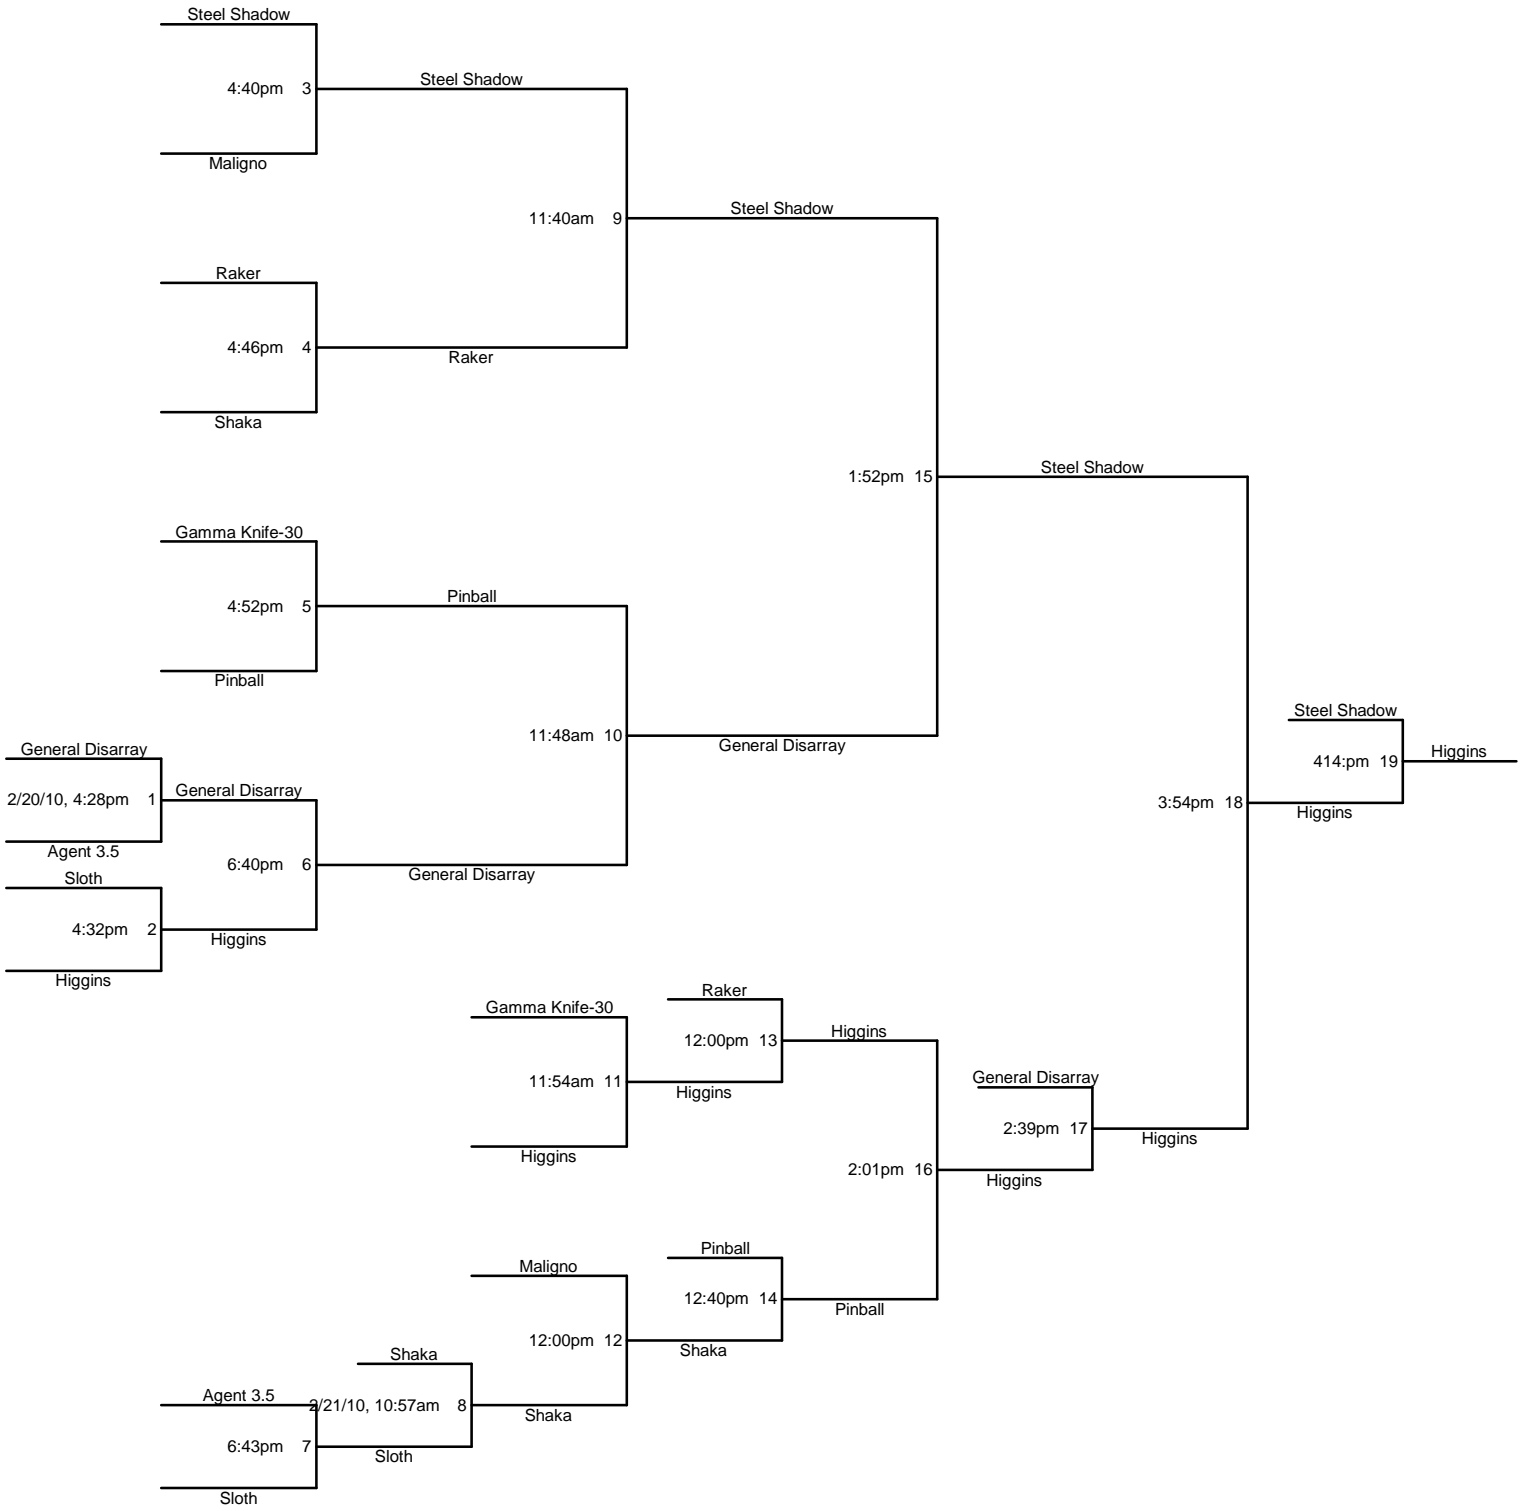 Steel Shadow
4:40pm 3
Steel Shadow
Maligno
11:40am 9
Steel Shadow
Raker
4:46pm 4
Raker
Shaka
1:52pm 15
Steel Shadow
Gamma Knife-30
4:52pm 5
Pinball
Pinball
11:48am 10
General Disarray
General Disarray
2/20/10, 4:28pm 1
General Disarray
Agent 3.5
6:40pm 6
General Disarray
Sloth
4:32pm 2
Higgins
Higgins
Steel Shadow
414:pm 19
Higgins
3:54pm 18
Higgins
Gamma Knife-30
11:54am 11
Higgins
Higgins
Raker
12:00pm 13
Higgins
General Disarray
2:39pm 17
Higgins
2:01pm 16
Higgins
Maligno
12:00pm 12
Shaka
Pinball
12:40pm 14
Pinball
Shaka
2/21/10, 10:57am 8
Shaka
Agent 3.5
6:43pm 7
Sloth
Sloth